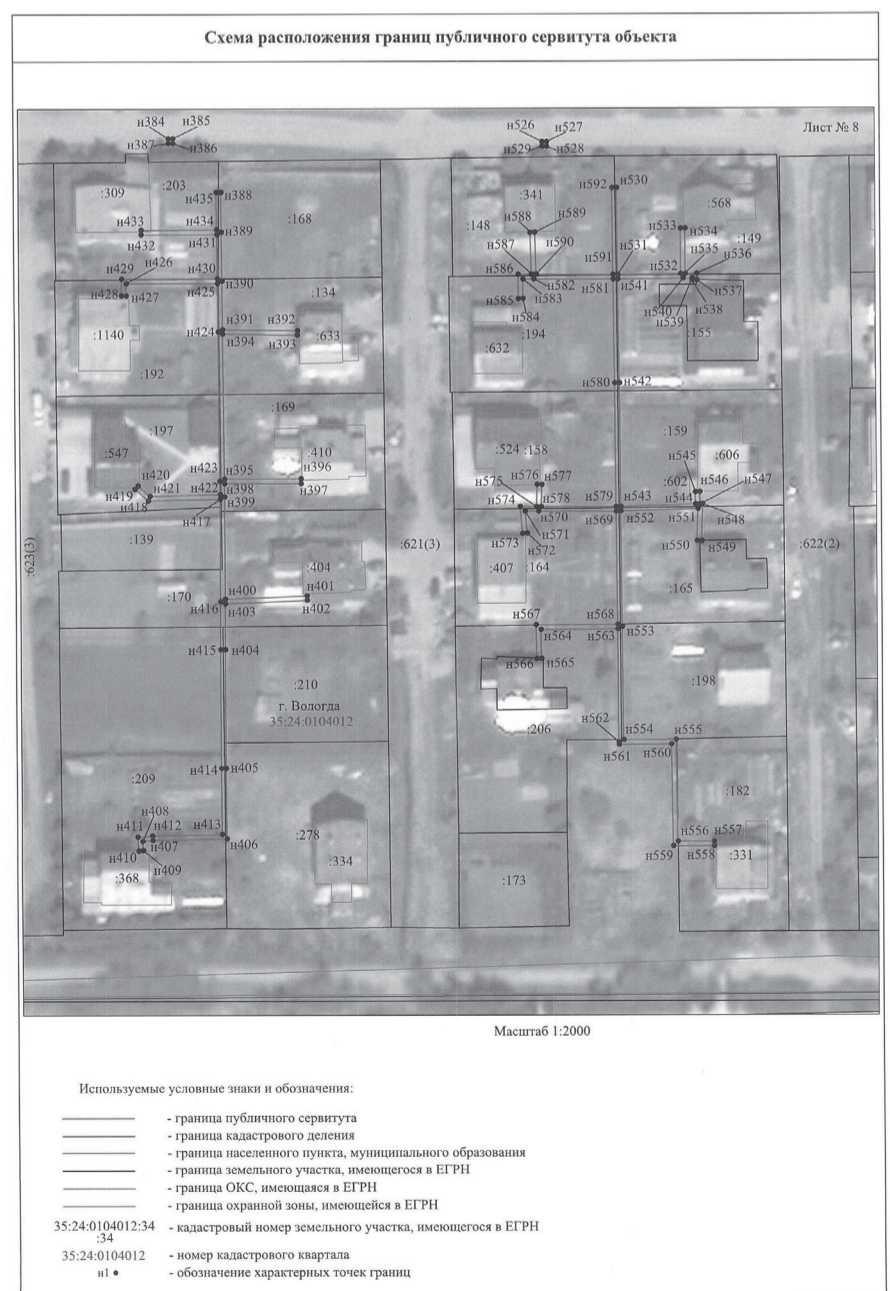 Схема расположения границ публичного сервитута объекта
Лист № 8
н384 н385
н387 н386
н526 н527
н529 н528
:309 :203
н435 н388
:168
н433 н434
н432 н431 н389
н429 н426 н430
н428 н427 н425 н390
:134
:1140
н424 н391 н392
н394 н393 :633
:192
:341
н592 н530
:568
:148 н588 н589
н533 н534
:149
н587 н590 н591 н531
н535
н586 н582 н581 н541 н532 н536
н585 н583 н537
н584 н540 н538
н539
:194 :155
:632
н580 н542
:169
:197
:547 :410
н396
н420 н423 н395
н397
н419 н421 н422 н398
н418 н399
н417
:139
:524 :158
:159
:606
н545
н575 н576 н577
:602 н546 н547
н574 н578 н579 н543 н544
н570 н569 н552 н551 н548
н571
н573 н572
н550 н549
:407 :164
:165
:623(3)
:621(3)
:622(2)
:404
:170 н400 н401
н416 н403 н402
н415 н404
:210
г. Вологда
35:24:0104012
н567 н568
н564 н563 н553
н566 н565
:198
:206
н562 н554 н555
н561 н560
:209
н414 н405
н408
н411 н412 н413
н407 н406
н410 н409
:368
:278
:334
:182
н556 н557
н559 н558 :331
:173
Масштаб 1:2000
Используемые условные знаки и обозначения:
- граница публичного сервитута
- граница кадастрового деления
- граница населенного пункта, муниципального образования
- граница земельного участка, имеющегося в ЕГРН
- граница ОКС, имеющаяся в ЕГРН
- граница охранной зоны, имеющейся в ЕГРН
35:24:0104012:34 - кадастровый номер земельного участка, имеющегося в ЕГРН
:34
35:24:0104012 - номер кадастрового квартала
н1 ● - обозначение характерных точек границ